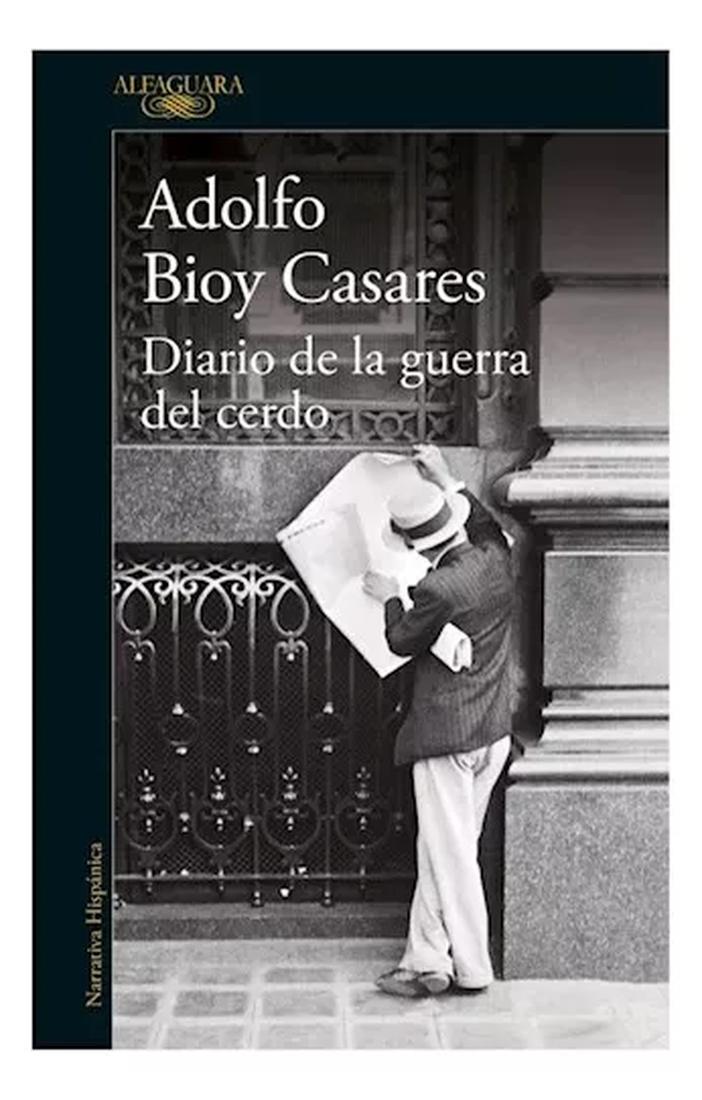 ALFAGUARA
Adolfo
Bioy Casares
Diario de la guerra
del cerdo
Narrativa Hispánica